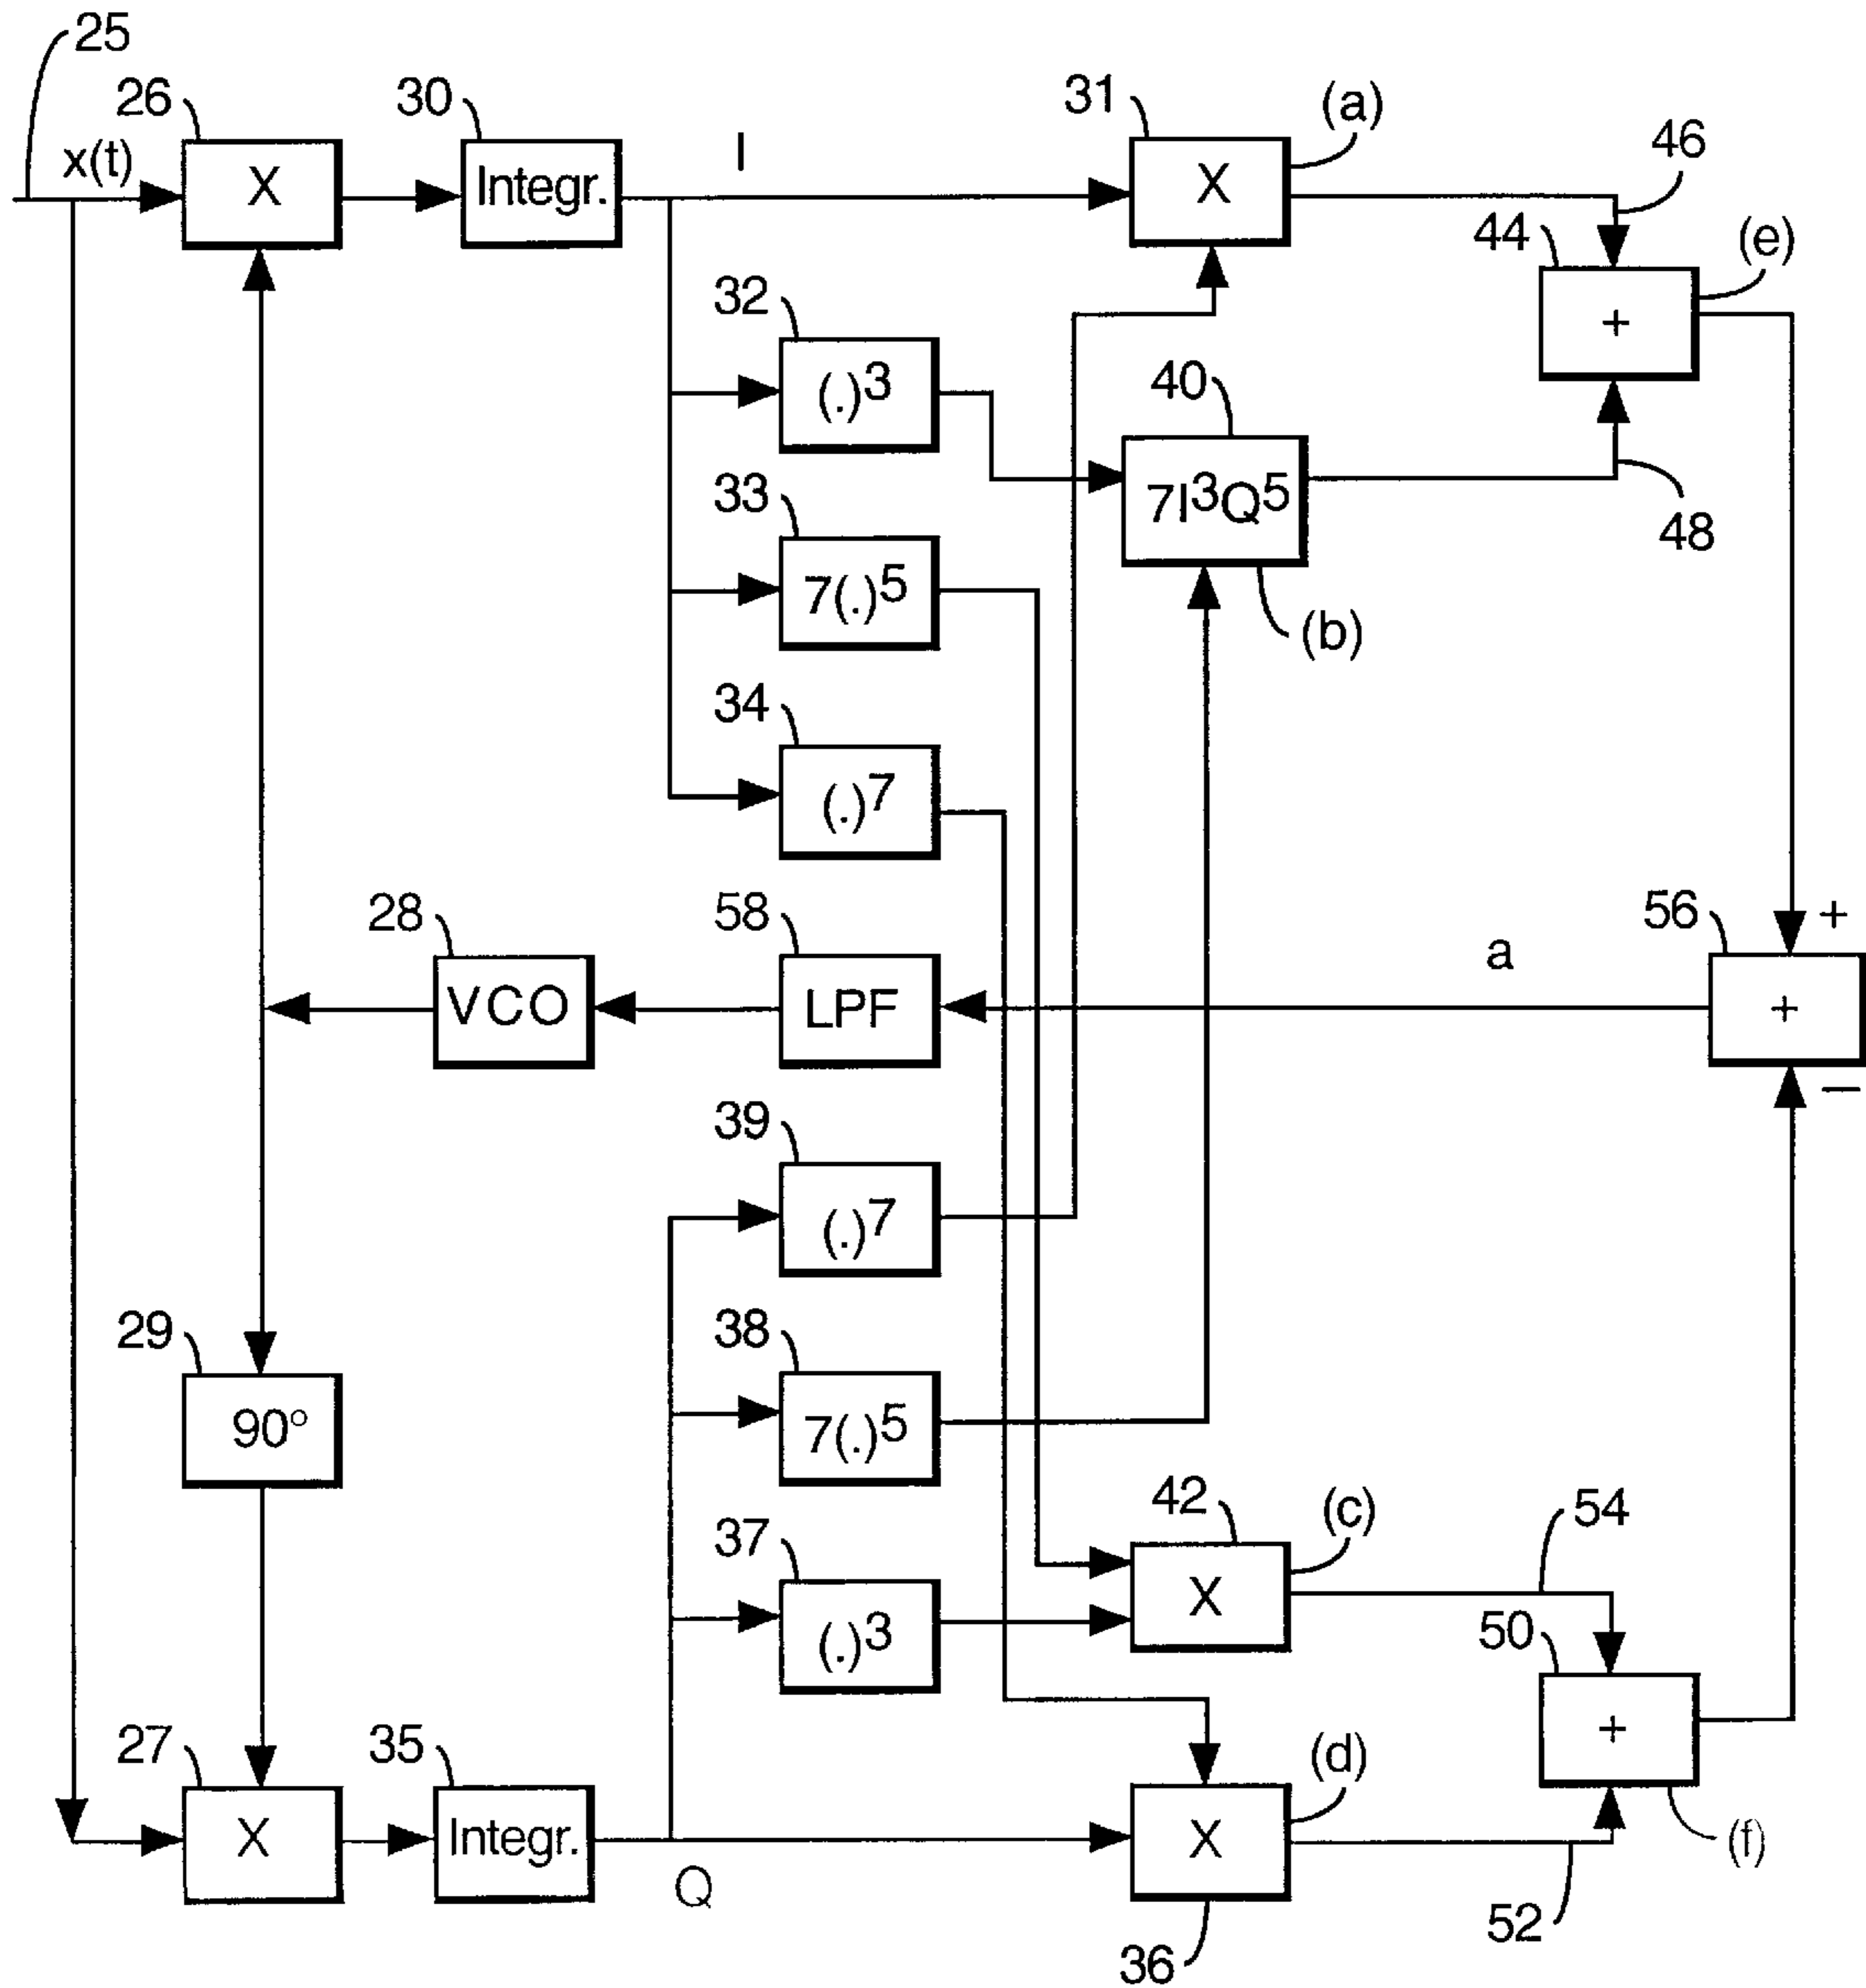 25
26
30
31
(a)
46
x(t)
X
Integr.
I
X
44
(e)
+
32
(.)³
40
7I³Q⁵
48
33
7(.)⁵
(b)
34
(.)⁷
28
58
56
+
VCO
LPF
a
+
−
39
(.)⁷
29
38
90°
7(.)⁵
42
(c)
54
37
X
50
(.)³
+
27
35
(d)
X
Integr.
X
(f)
Q
52
36